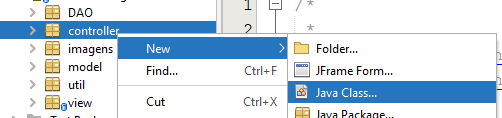 DAO
controller
imagens
model
util
view
New
Find... Ctrl+F
Cut Ctrl+X
Folder...
JFrame Form...
Java Class...
Java Package...
1 /*
2 *